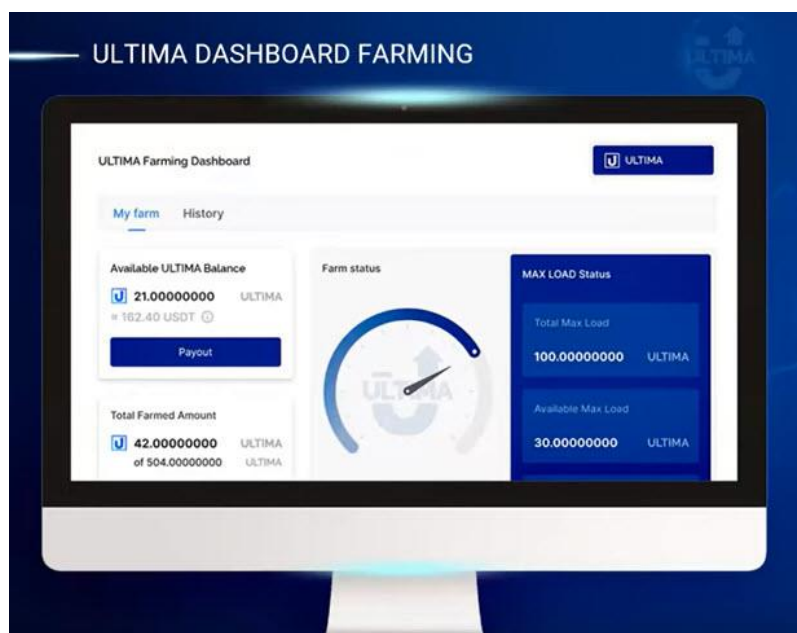 ULTIMA DASHBOARD FARMING
ULTIMA
ULTIMA Farming Dashboard
ULTIMA
My farm History
Available ULTIMA Balance
21.00000000 ULTIMA
≈ 162.40 USDT
Payout
Total Farmed Amount
42.00000000 ULTIMA
of 504.00000000 ULTIMA
Farm status
ULTIMA
MAX LOAD Status
Total Max Load
100.00000000 ULTIMA
Available Max Load
30.00000000 ULTIMA